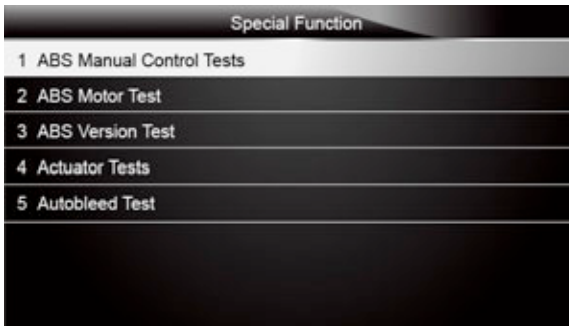 Special Function
1 ABS Manual Control Tests
2 ABS Motor Test
3 ABS Version Test
4 Actuator Tests
5 Autobleed Test